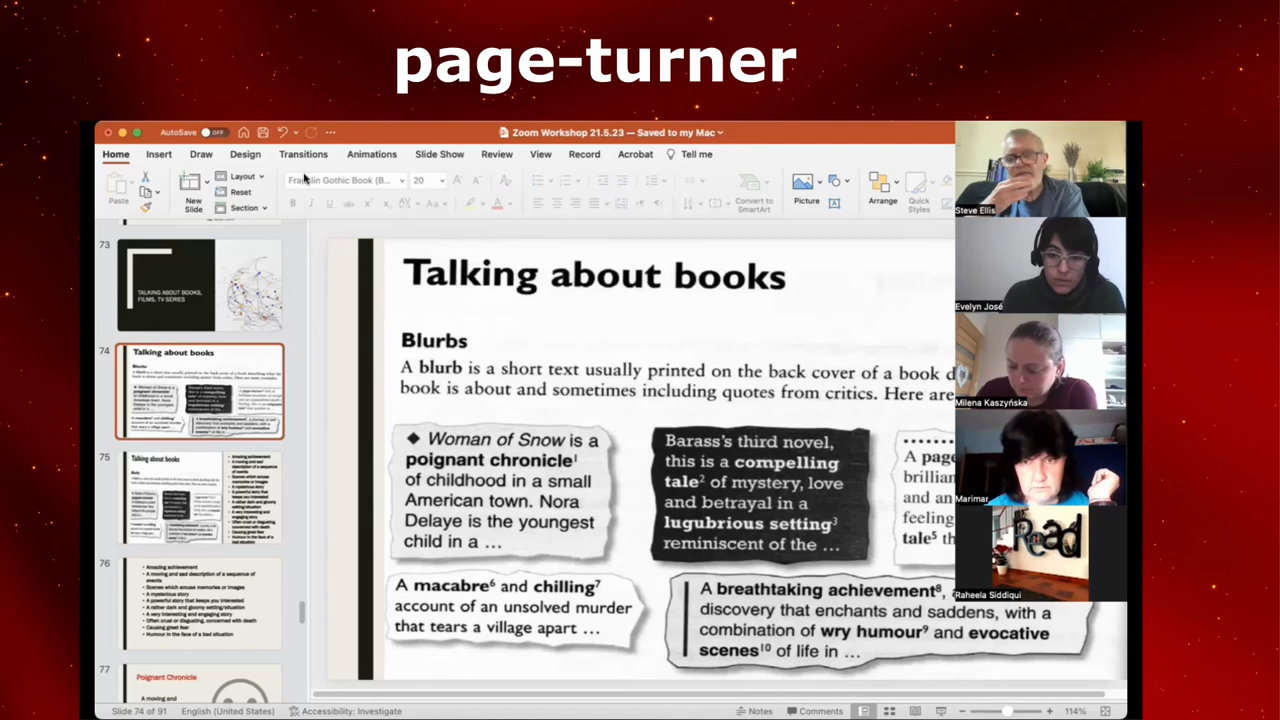 page-turner
AutoSave OFF
Zoom Workshop 21.5.23 — Saved to my Mac
Home Insert Draw Design Transitions Animations Slide Show Review View Record Acrobat Tell me
Paste
New
Slide
Layout
Reset
Section
Franklin Gothic Book (B... 20
Convert to
SmartArt
Picture
Arrange
Quick
Styles
73
TALKING ABOUT BOOKS,
FILMS, TV SERIES
74
Talking about books
75
Talking about books
76
Amazing achievement
A moving and sad description of a sequence of
events
Scenes which arouse memories or images
A mysterious story
A powerful story that keeps you interested
A rather dark and gloomy setting/situation
A very interesting and engaging story
Often cruel or disgusting, concerned with death
Causing great fear
Humour in the face of a bad situation
77
Poignant Chronicle
A moving and
Talking about books
Blurbs
A blurb is a short text usually printed on the back cover of a book d
book is about and sometimes including quotes from critics. Here are
◆ Woman of Snow is a
poignant chronicle¹
of childhood in a small
American town. Nora
Delaye is the youngest
child in a ...
Barass's third novel,
this is a compelling
tale² of mystery, love
and betrayal in a
lugubrious setting³
reminiscent of the ...
A page
brillian
and an
feeling
tale⁵ th
A macabre⁶ and chilling⁷
account of an unsolved murder
that tears a village apart ...
A breathtaking achievement⁸,
discovery that enchants and saddens, with a
combination of wry humour⁹ and evocative
scenes¹⁰ of life in ...
Steve Ellis
Evelyn José
Milena Kaszyńska
Marimar
Read
Raheela Siddiqui
Slide 74 of 91 English (United States) Accessibility: Investigate
Notes Comments 114%